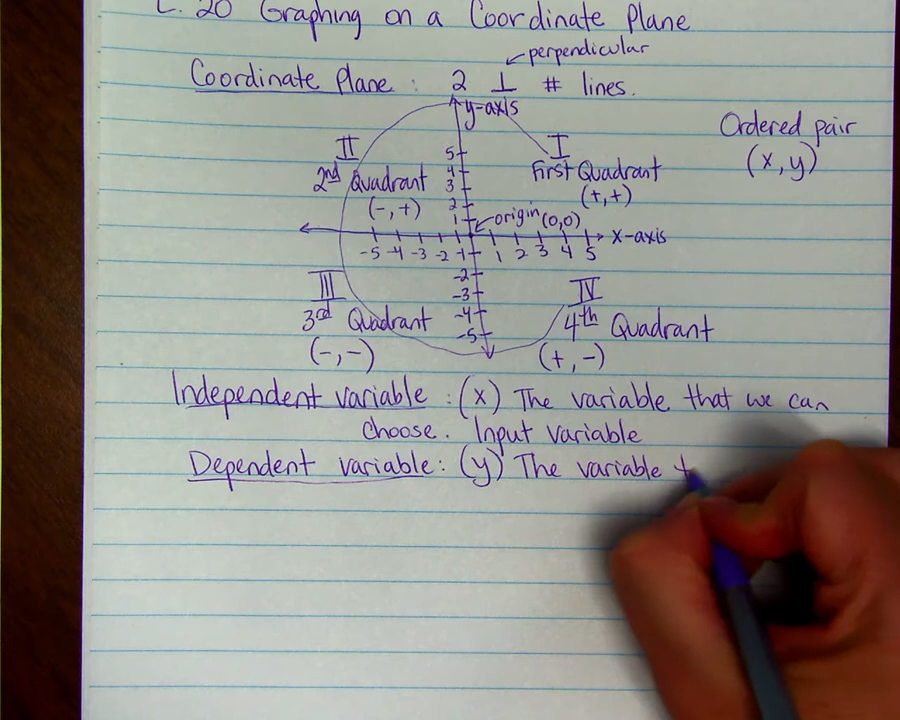 L. 20 Graphing on a Coordinate Plane
perpendicular
Coordinate Plane: 2 ⊥ # lines.
y-axis
Ordered pair
(x,y)
II
2nd Quadrant
(-,+)
I
First Quadrant
(+,+)
5
4
3
2
1
origin (0,0)
x-axis
-5 -4 -3 -2 -1 1 2 3 4 5
-2
-3
-4
-5
III
3rd Quadrant
(-,-)
IV
4th Quadrant
(+,-)
Independent variable: (x) The variable that we can
choose. Input variable
Dependent variable: (y) The variable t